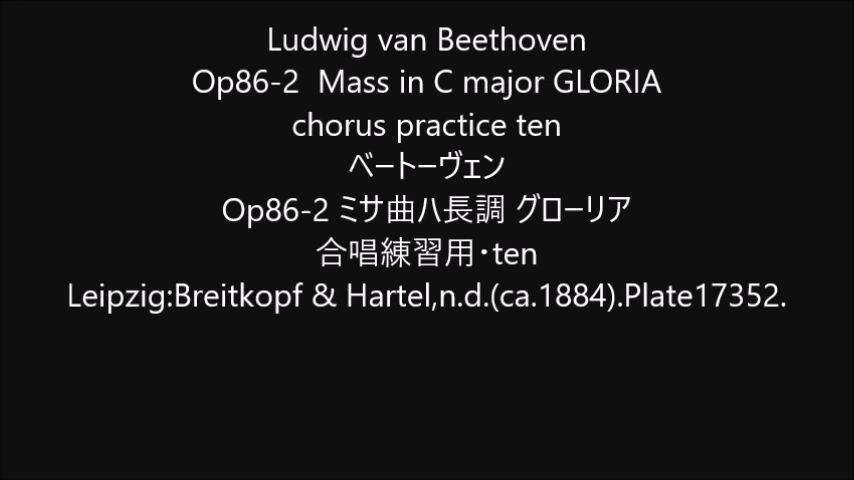 Ludwig van Beethoven
Op86-2  Mass in C major GLORIA
chorus practice ten
ベートーヴェン
Op86-2 ミサ曲ハ長調 グローリア
合唱練習用・ten
Leipzig:Breitkopf & Hartel,n.d.(ca.1884).Plate17352.